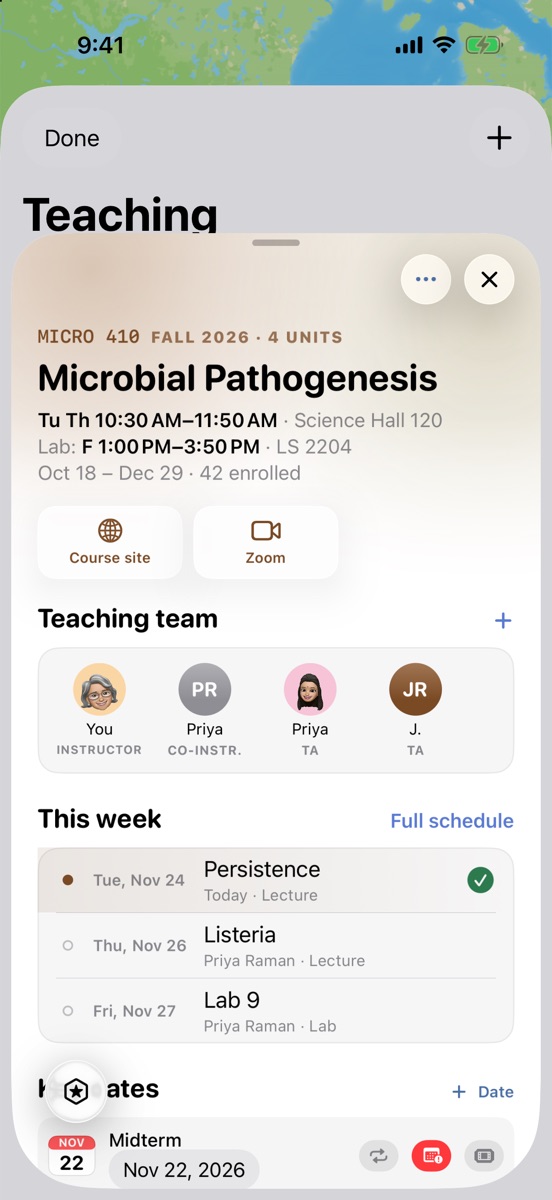 9:41
Done
Teaching
MICRO 410 FALL 2026 · 4 UNITS
Microbial Pathogenesis
Tu Th 10:30 AM–11:50 AM · Science Hall 120
Lab: F 1:00 PM–3:50 PM · LS 2204
Oct 18 – Dec 29 · 42 enrolled
Course site
Zoom
Teaching team
PR
JR
You
Priya
Priya
J.
INSTRUCTOR
CO-INSTR.
TA
TA
This week
Full schedule
Tue, Nov 24
Persistence
Today · Lecture
Thu, Nov 26
Listeria
Priya Raman · Lecture
Fri, Nov 27
Lab 9
Priya Raman · Lab
Date
NOV
22
Midterm
Nov 22, 2026